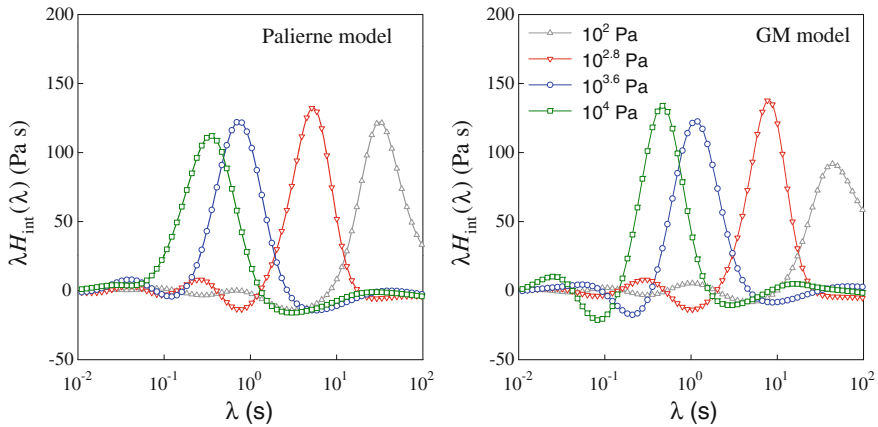 Palierne model
200
150
100
50
0
-50
λH_int(λ) (Pa s)
10^-2
10^-1
10^0
10^1
10^2
λ (s)
GM model
10^2 Pa
10^2.8 Pa
10^3.6 Pa
10^4 Pa
200
150
100
50
0
-50
λH_int(λ) (Pa s)
10^-2
10^-1
10^0
10^1
10^2
λ (s)